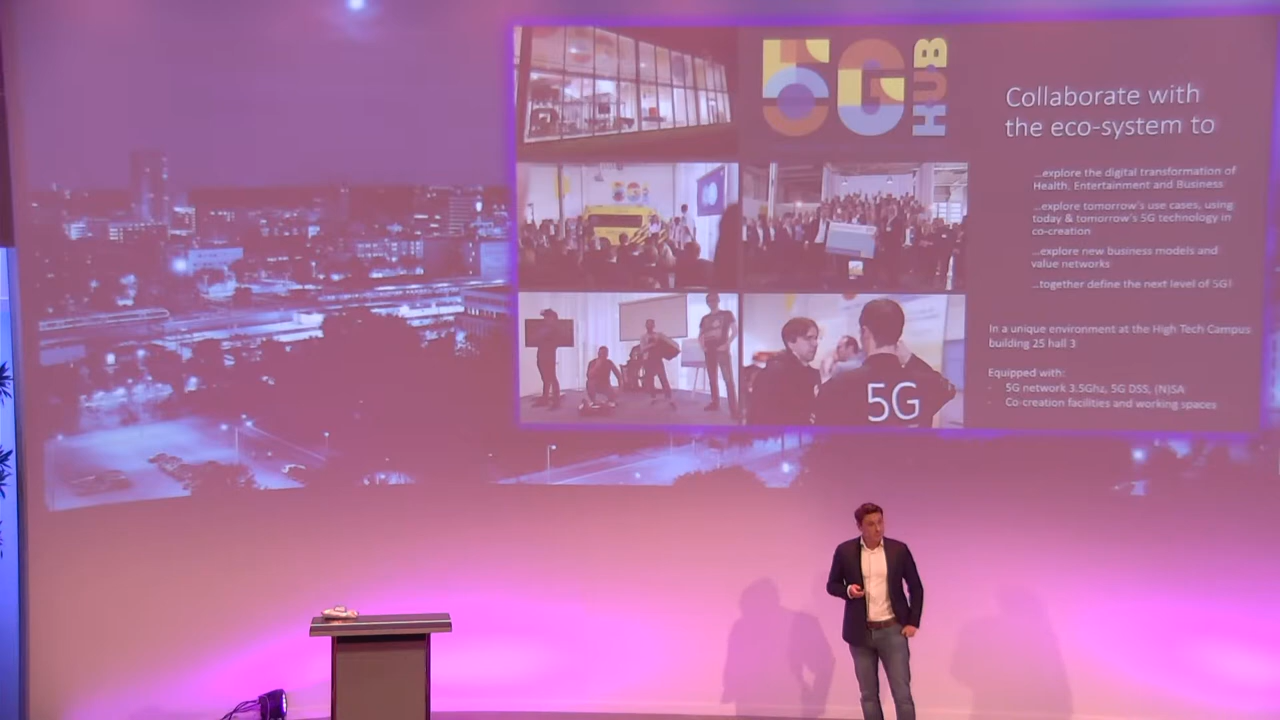 5G HUB
Collaborate with
the eco-system to
...explore the digital transformation of
Health, Entertainment and Business
...explore tomorrow's use cases, using
today & tomorrow's 5G technology in
co-creation
...explore new business models and
value networks
...together define the next level of 5G!
In a unique environment at the High Tech Campus
building 25 hall 3
Equipped with:
- 5G network 3.5Ghz, 5G DSS, (N)SA
- Co-creation facilities and working spaces
5G
5G